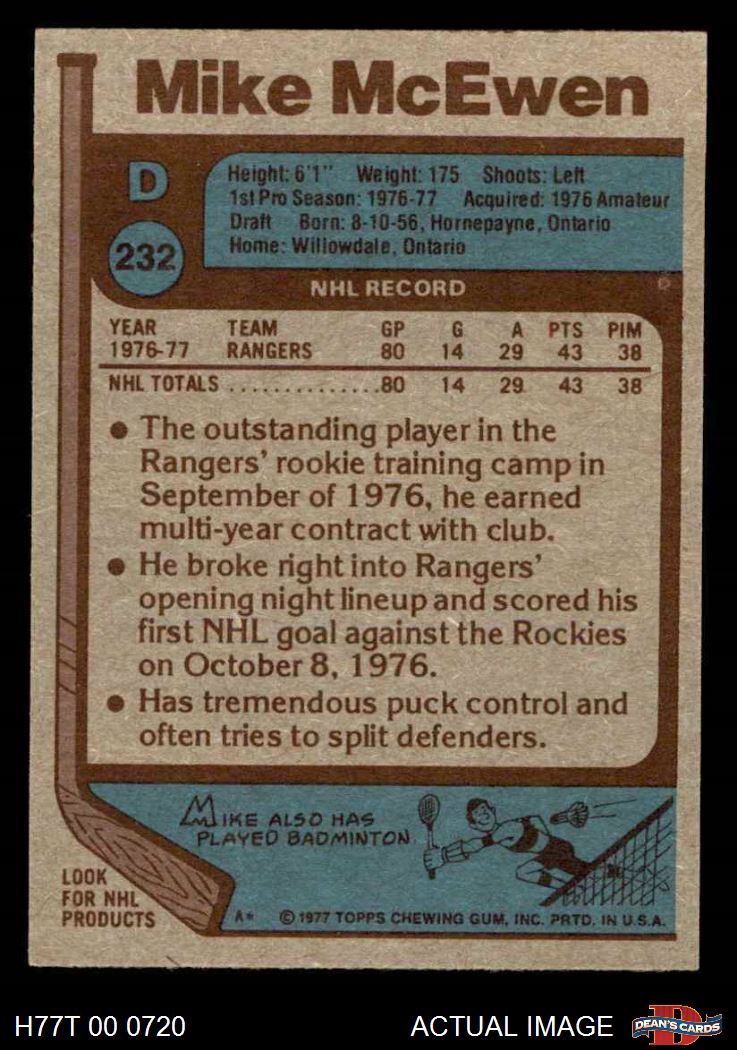 Mike McEwen
D
232
Height: 6'1" Weight: 175 Shoots: Left
1st Pro Season: 1976-77 Acquired: 1976 Amateur
Draft Born: 8-10-56, Hornepayne, Ontario
Home: Willowdale, Ontario
NHL RECORD
YEAR TEAM GP G A PTS PIM
1976-77 RANGERS 80 14 29 43 38
NHL TOTALS ..............80 14 29 43 38
• The outstanding player in the
Rangers' rookie training camp in
September of 1976, he earned
multi-year contract with club.
• He broke right into Rangers'
opening night lineup and scored his
first NHL goal against the Rockies
on October 8, 1976.
• Has tremendous puck control and
often tries to split defenders.
MIKE ALSO HAS
PLAYED BADMINTON
LOOK
FOR NHL
PRODUCTS
A* © 1977 TOPPS CHEWING GUM, INC. PRTD. IN U.S.A.
H77T 00 0720 ACTUAL IMAGE
D
DEAN'S CARDS